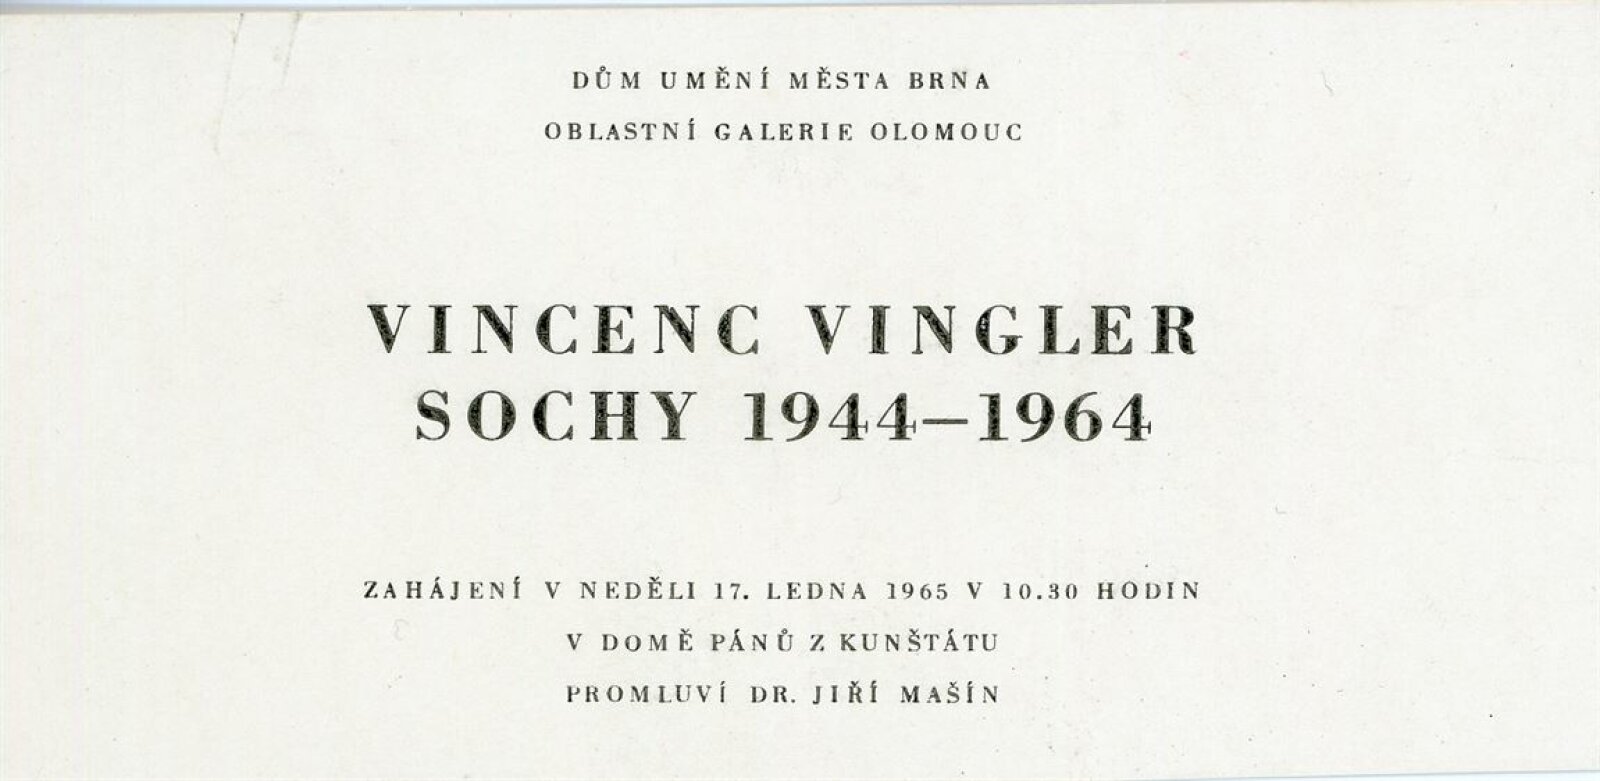 DŮM UMĚNÍ MĚSTA BRNA
OBLASTNÍ GALERIE OLOMOUC
VINCENC VINGLER
SOCHY 1944–1964
ZAHÁJENÍ V NEDĚLI 17. LEDNA 1965 V 10.30 HODIN
V DOMĚ PÁNŮ Z KUNŠTÁTU
PROMLUVÍ DR. JIŘÍ MAŠÍN